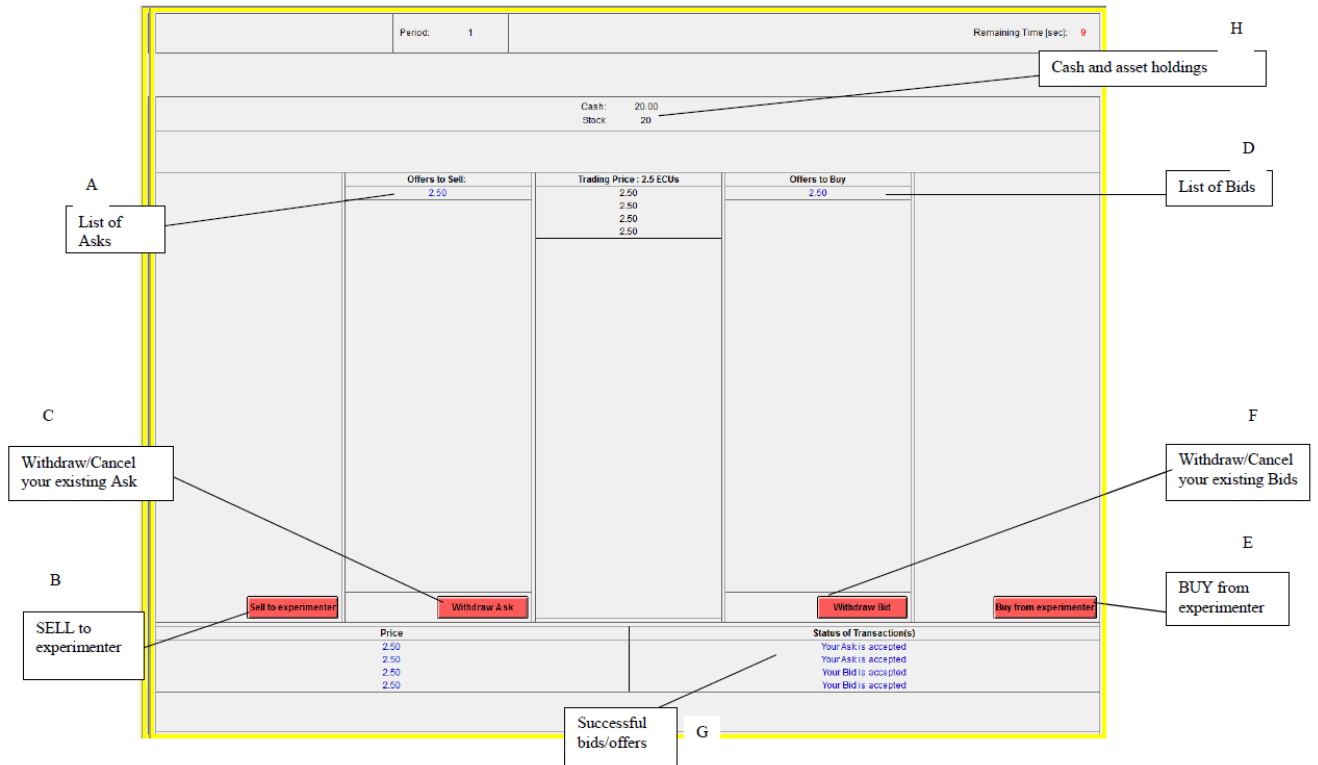 Period: 1
Remaining Time [sec]: 9
H
Cash and asset holdings
Cash: 20.00
Stock 20
D
List of Bids
A
List of
Asks
Offers to Sell:
2.50
Trading Price : 2.5 ECUs
2.50
2.50
2.50
2.50
Offers to Buy
2.50
C
Withdraw/Cancel
your existing Ask
F
Withdraw/Cancel
your existing Bids
B
SELL to
experimenter
E
BUY from
experimenter
Sell to experimenter
Withdraw Ask
Withdraw Bid
Buy from experimenter
Price
2.50
2.50
2.50
2.50
Status of Transaction(s)
Your Ask is accepted
Your Ask is accepted
Your Bid is accepted
Your Bid is accepted
Successful
bids/offers
G